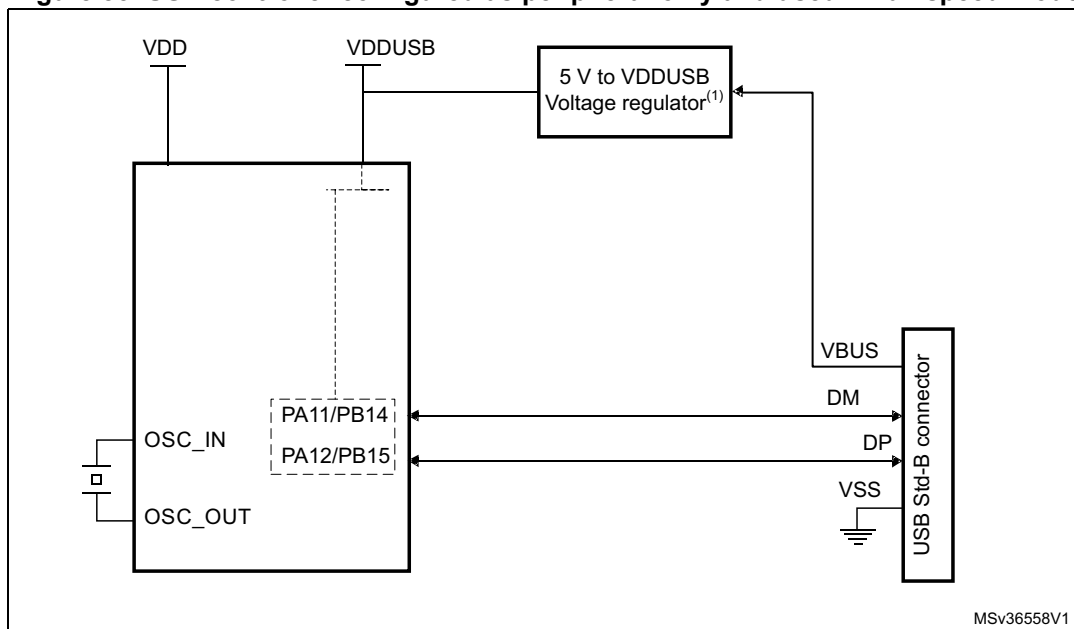 VDD
VDDUSB
5 V to VDDUSB
Voltage regulator(1)
VBUS
DM
PA11/PB14
DP
OSC_IN
PA12/PB15
VSS
OSC_OUT
USB Std-B connector
MSv36558V1